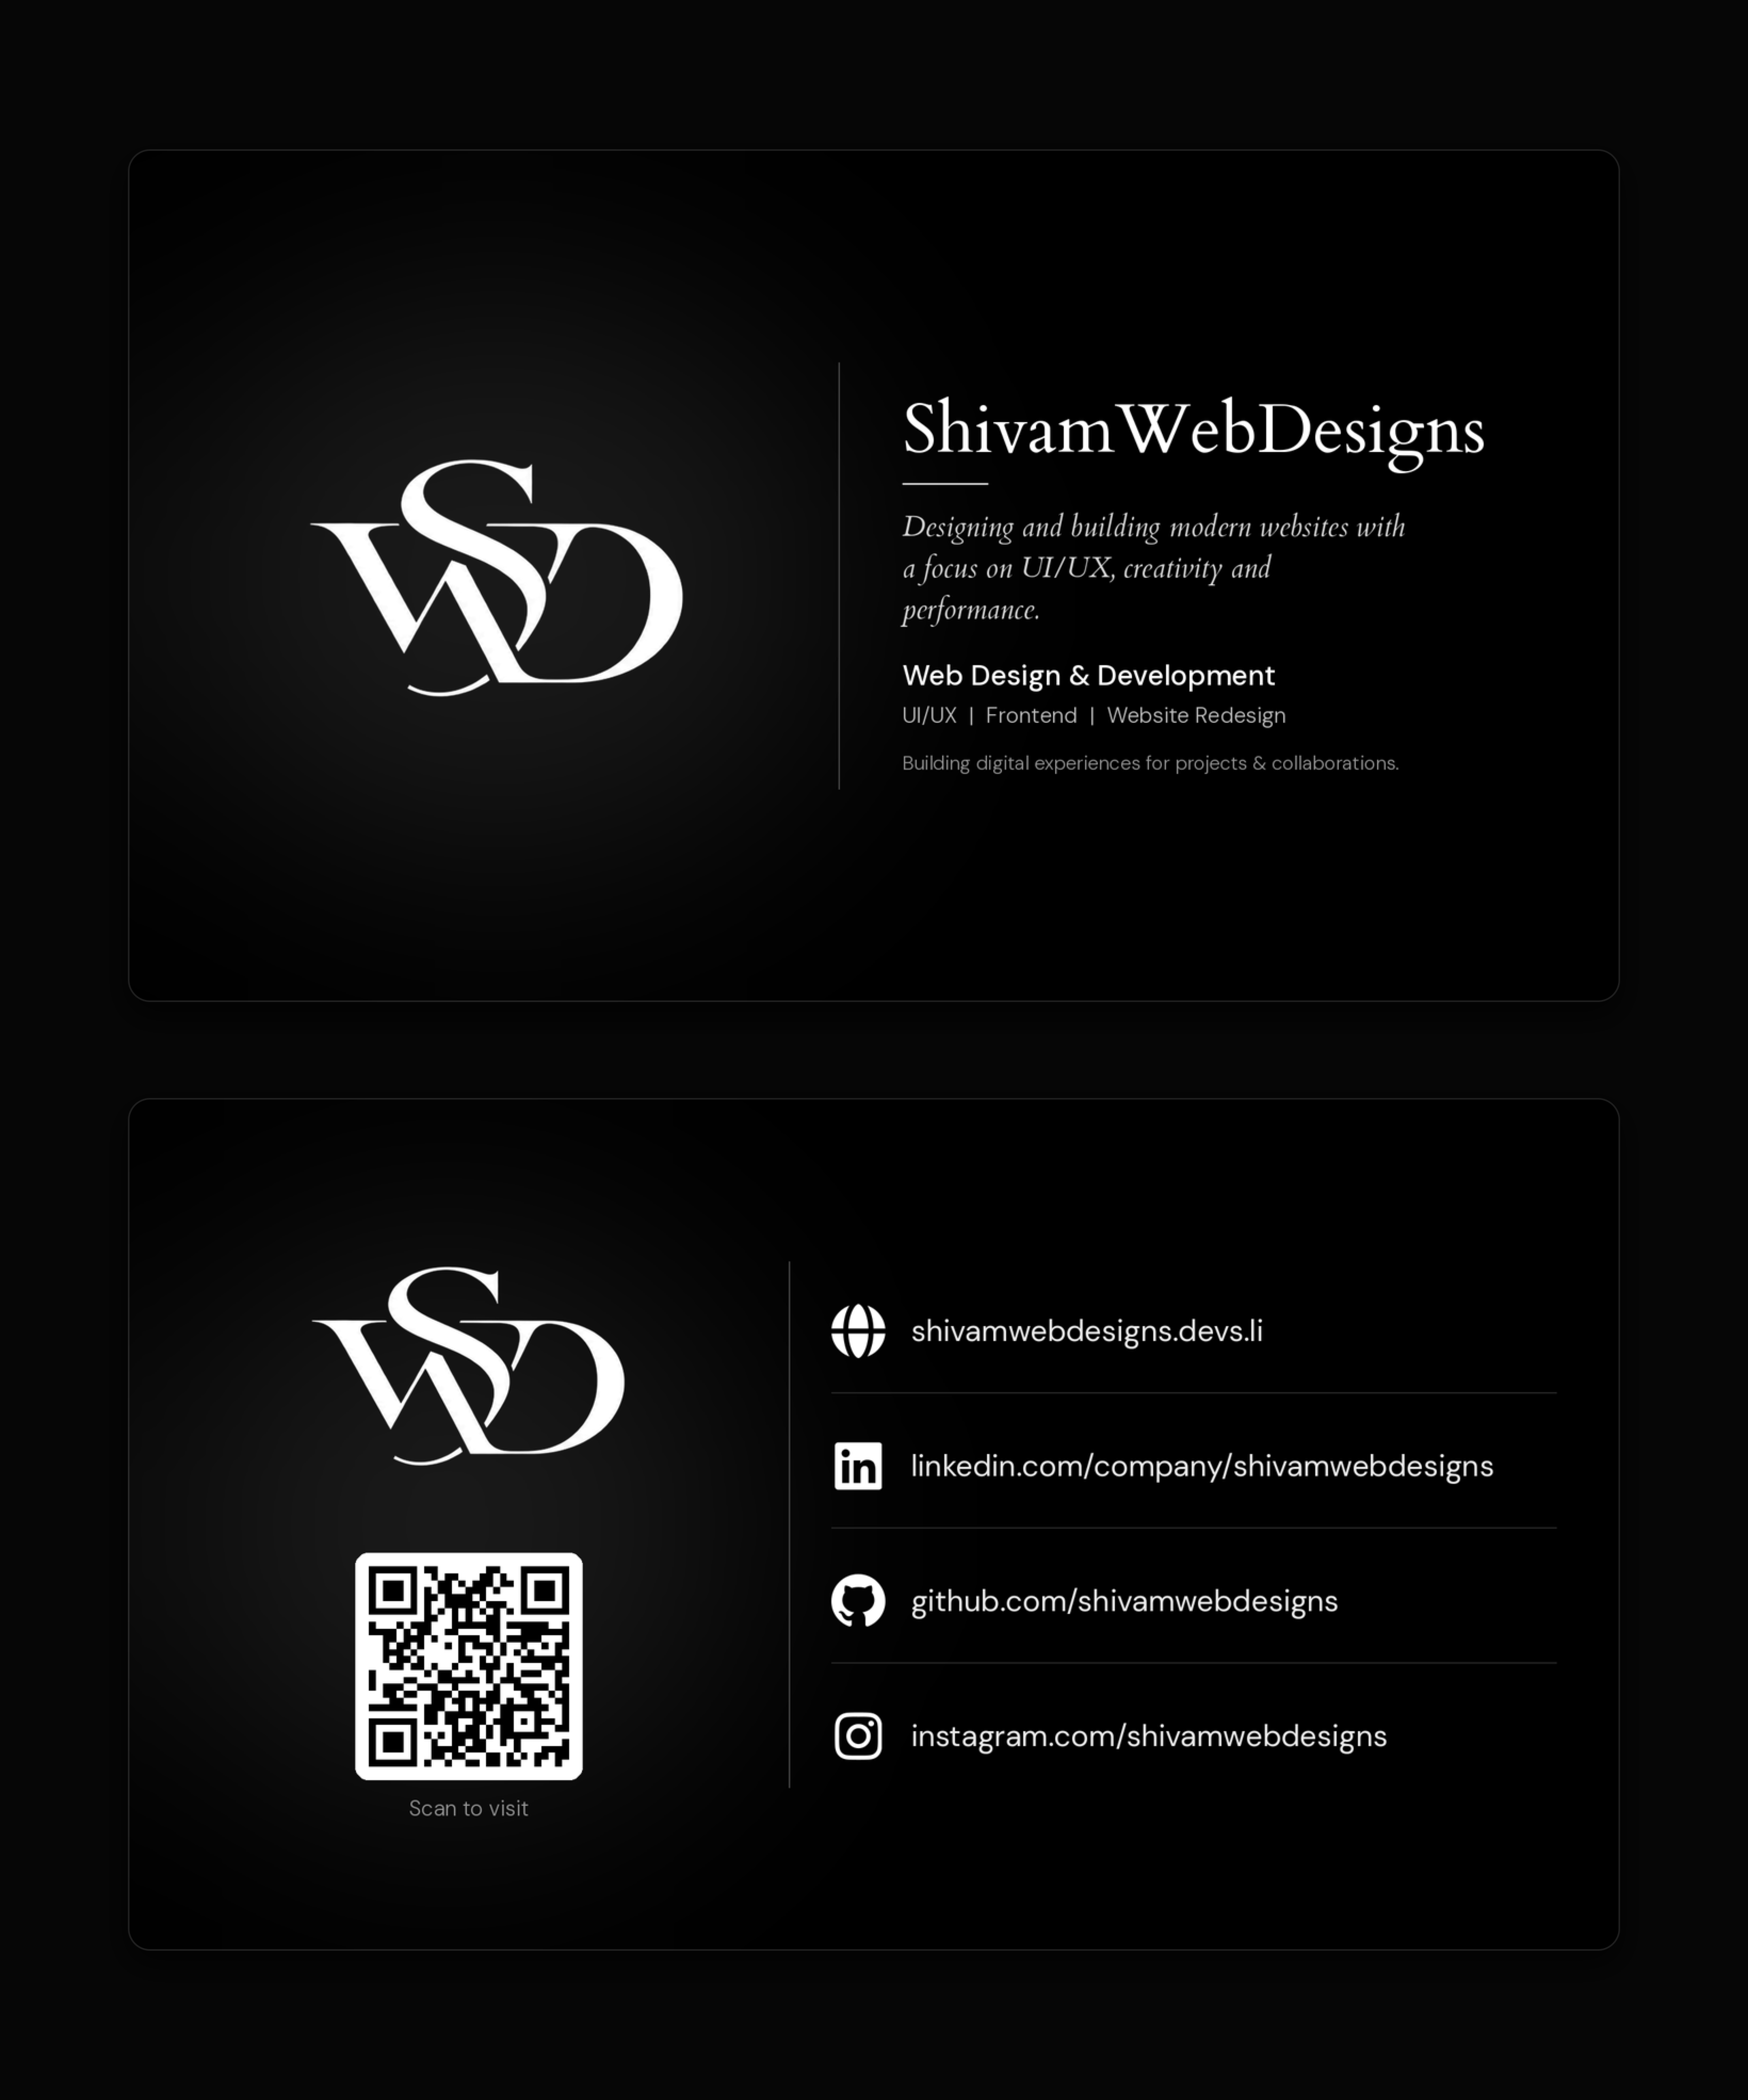 WSD
ShivamWebDesigns
Designing and building modern websites with
a focus on UI/UX, creativity and
performance.
Web Design & Development
UI/UX | Frontend | Website Redesign
Building digital experiences for projects & collaborations.
WSD
shivamwebdesigns.devs.li
linkedin.com/company/shivamwebdesigns
github.com/shivamwebdesigns
instagram.com/shivamwebdesigns
Scan to visit